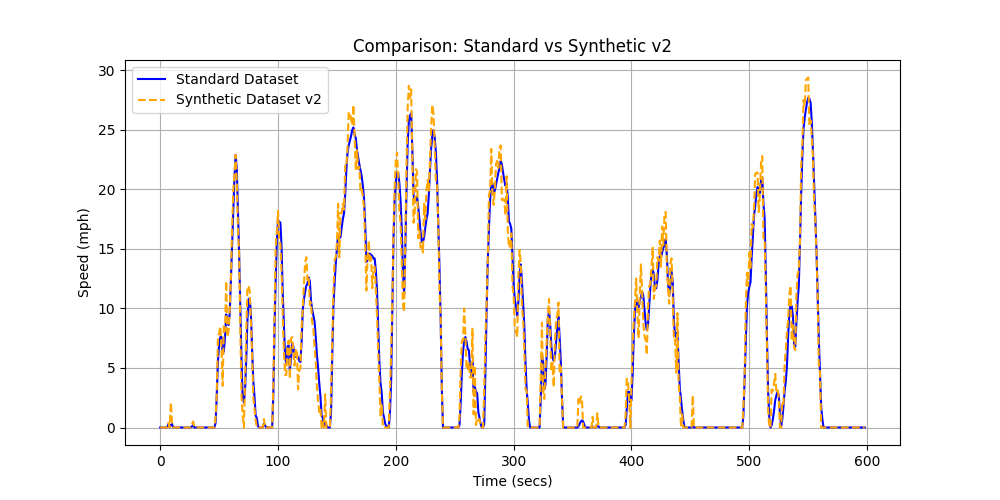 Comparison: Standard vs Synthetic v2
Standard Dataset
Synthetic Dataset v2
Speed (mph)
30
25
20
15
10
5
0
0 100 200 300 400 500 600
Time (secs)